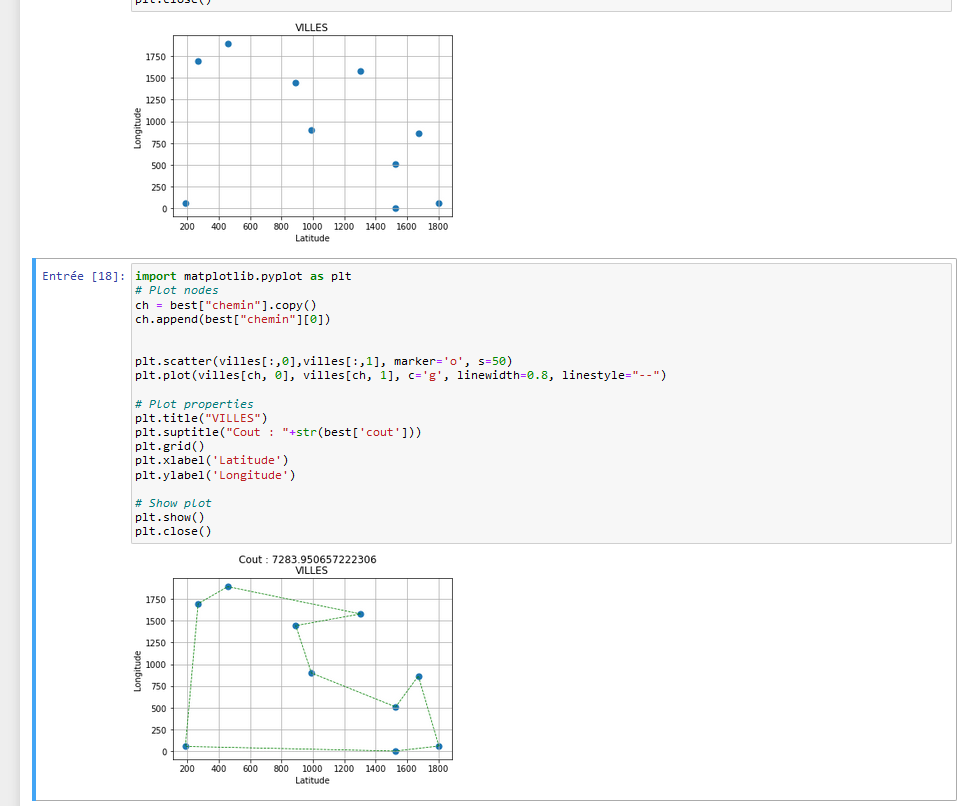 plt.close()
VILLES
1750
1500
1250
1000
750
500
250
0
Longitude
200 400 600 800 1000 1200 1400 1600 1800
Latitude
Entrée [18]:
import matplotlib.pyplot as plt
# Plot nodes
ch = best["chemin"].copy()
ch.append(best["chemin"][0])
plt.scatter(villes[:,0],villes[:,1], marker='o', s=50)
plt.plot(villes[ch, 0], villes[ch, 1], c='g', linewidth=0.8, linestyle="--")
# Plot properties
plt.title("VILLES")
plt.suptitle("Cout : "+str(best['cout']))
plt.grid()
plt.xlabel('Latitude')
plt.ylabel('Longitude')
# Show plot
plt.show()
plt.close()
Cout : 7283.950657222306
VILLES
1750
1500
1250
1000
750
500
250
0
Longitude
200 400 600 800 1000 1200 1400 1600 1800
Latitude